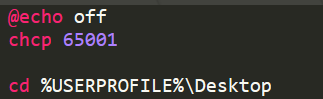 @echo off
chcp 65001
cd %USERPROFILE%\Desktop